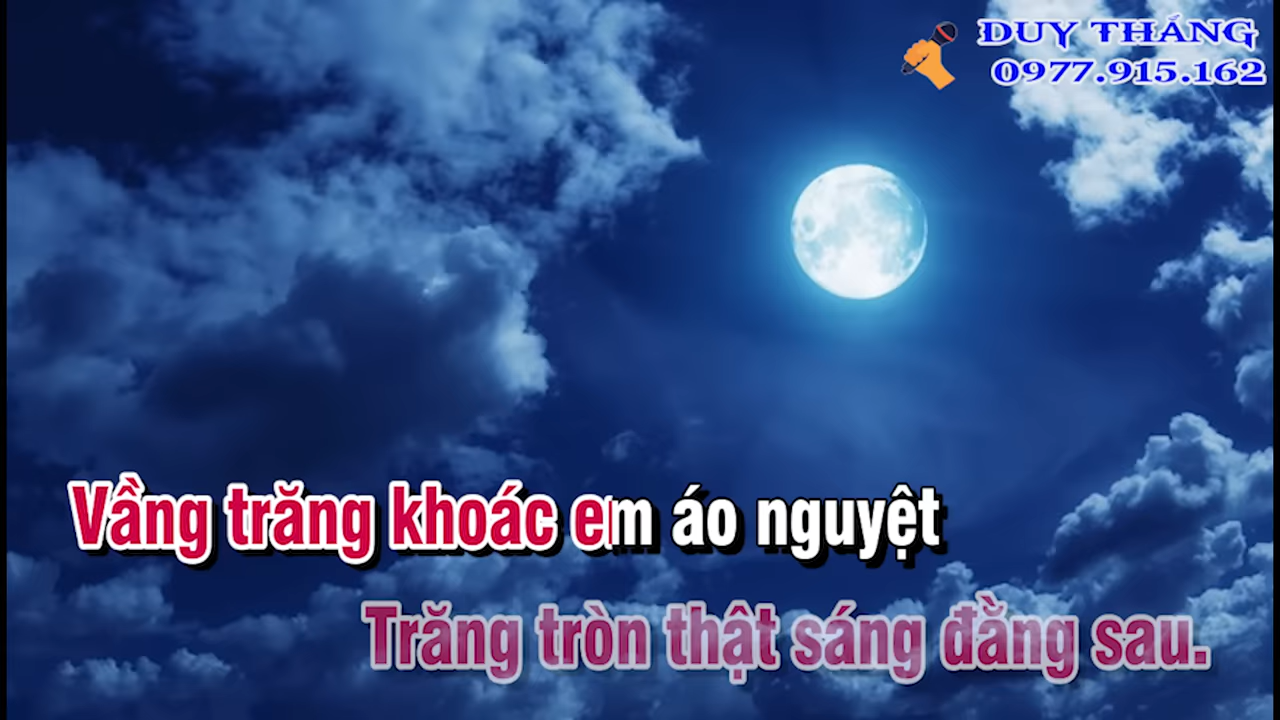 DUY THẮNG
0977.915.162
Vầng trăng khoác em áo nguyệt
Trăng tròn thật sáng đằng sau.